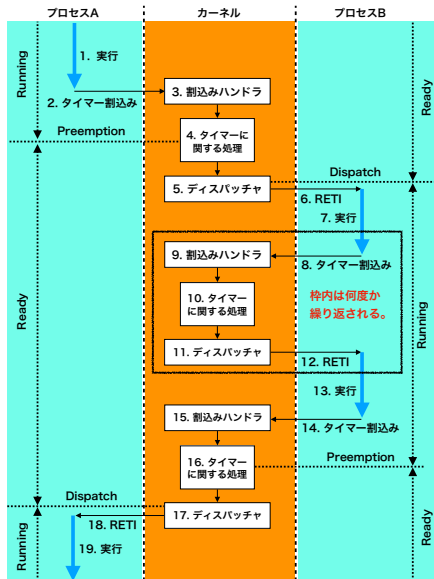 プロセスA
カーネル
プロセスB
Running
1. 実行
2. タイマー割込み
3. 割込みハンドラ
Ready
Preemption
4. タイマーに
関する処理
Dispatch
5. ディスパッチャ
6. RETI
7. 実行
9. 割込みハンドラ
8. タイマー割込み
Ready
10. タイマー
に関する処理
枠内は何度か
繰り返される。
Running
11. ディスパッチャ
12. RETI
13. 実行
15. 割込みハンドラ
14. タイマー割込み
16. タイマー
に関する処理
Preemption
Dispatch
17. ディスパッチャ
18. RETI
Running
19. 実行
Ready